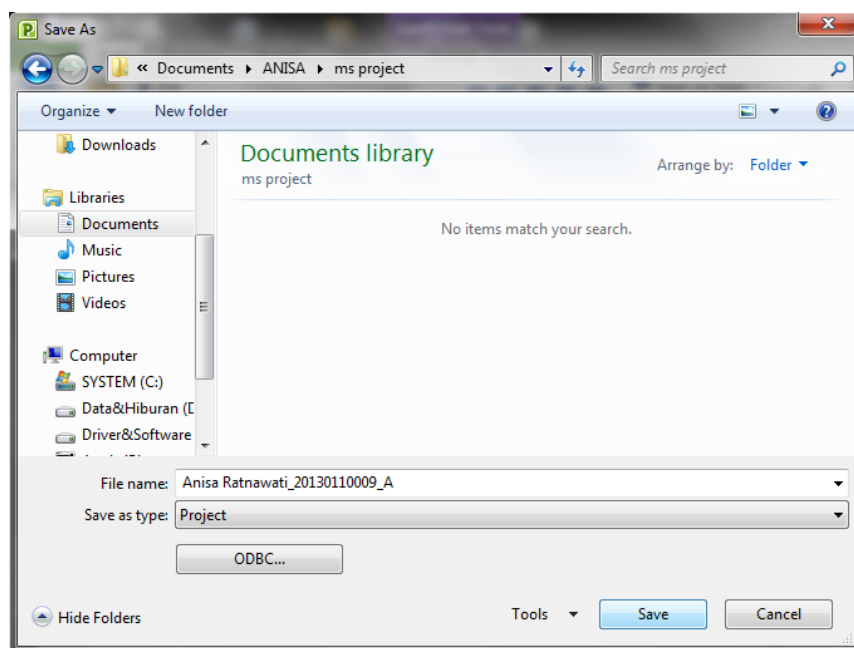 Save As
« Documents ▸ ANISA ▸ ms project
Search ms project
Organize
New folder
Downloads
Libraries
Documents
Music
Pictures
Videos
Computer
SYSTEM (C:)
Data&Hiburan (D
Driver&Software
Documents library
ms project
Arrange by: Folder
No items match your search.
File name: Anisa Ratnawati_20130110009_A
Save as type: Project
ODBC...
Hide Folders
Tools
Save
Cancel